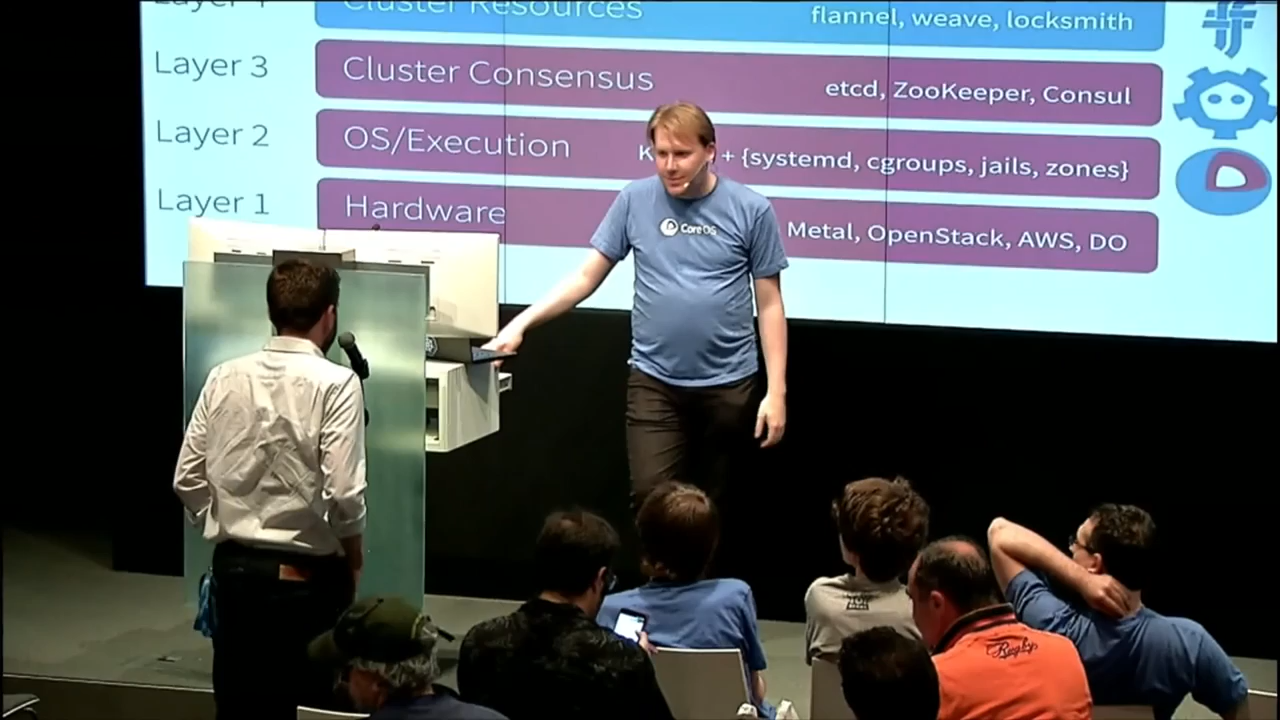 Layer 4 Cluster Resources flannel, weave, locksmith
Layer 3 Cluster Consensus etcd, ZooKeeper, Consul
Layer 2 OS/Execution + {systemd, cgroups, jails, zones}
Layer 1 Hardware Metal, OpenStack, AWS, DO
CoreOS
Rugby